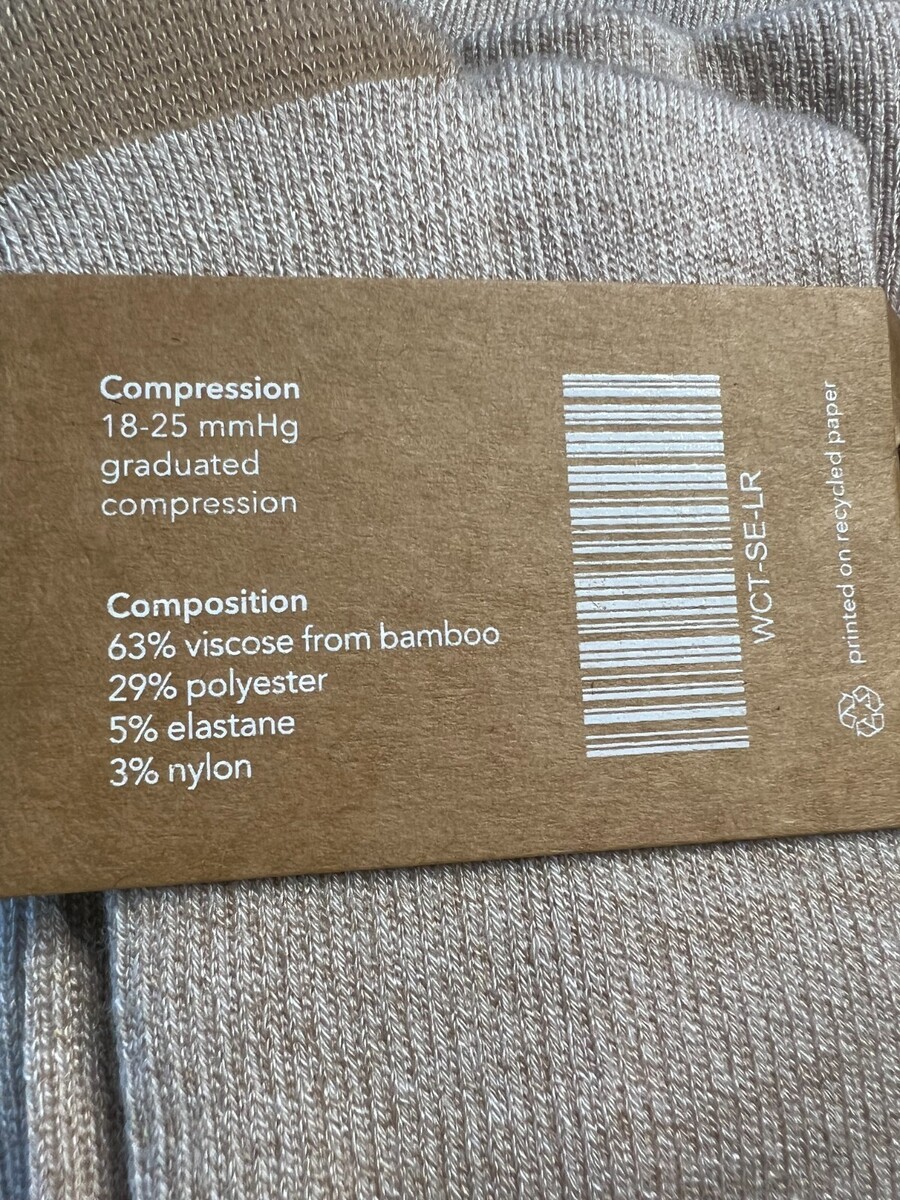 Compression
18-25 mmHg
graduated
compression
Composition
63% viscose from bamboo
29% polyester
5% elastane
3% nylon
WCT-SE-LR
printed on recycled paper